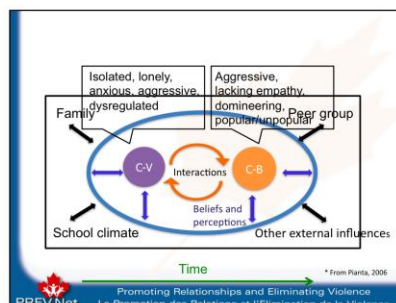 Isolated, lonely,
anxious, aggressive,
dysregulated
Aggressive,
lacking empathy,
domineering,
popular/unpopular
Family
Peer group
C-V
Interactions
C-B
Beliefs and
perceptions
School climate
Other external influences
Time
* From Pianta, 2006
Promoting Relationships and Eliminating Violence
PREVNet
La Promotion des Relations et l'Elimination de la Violence